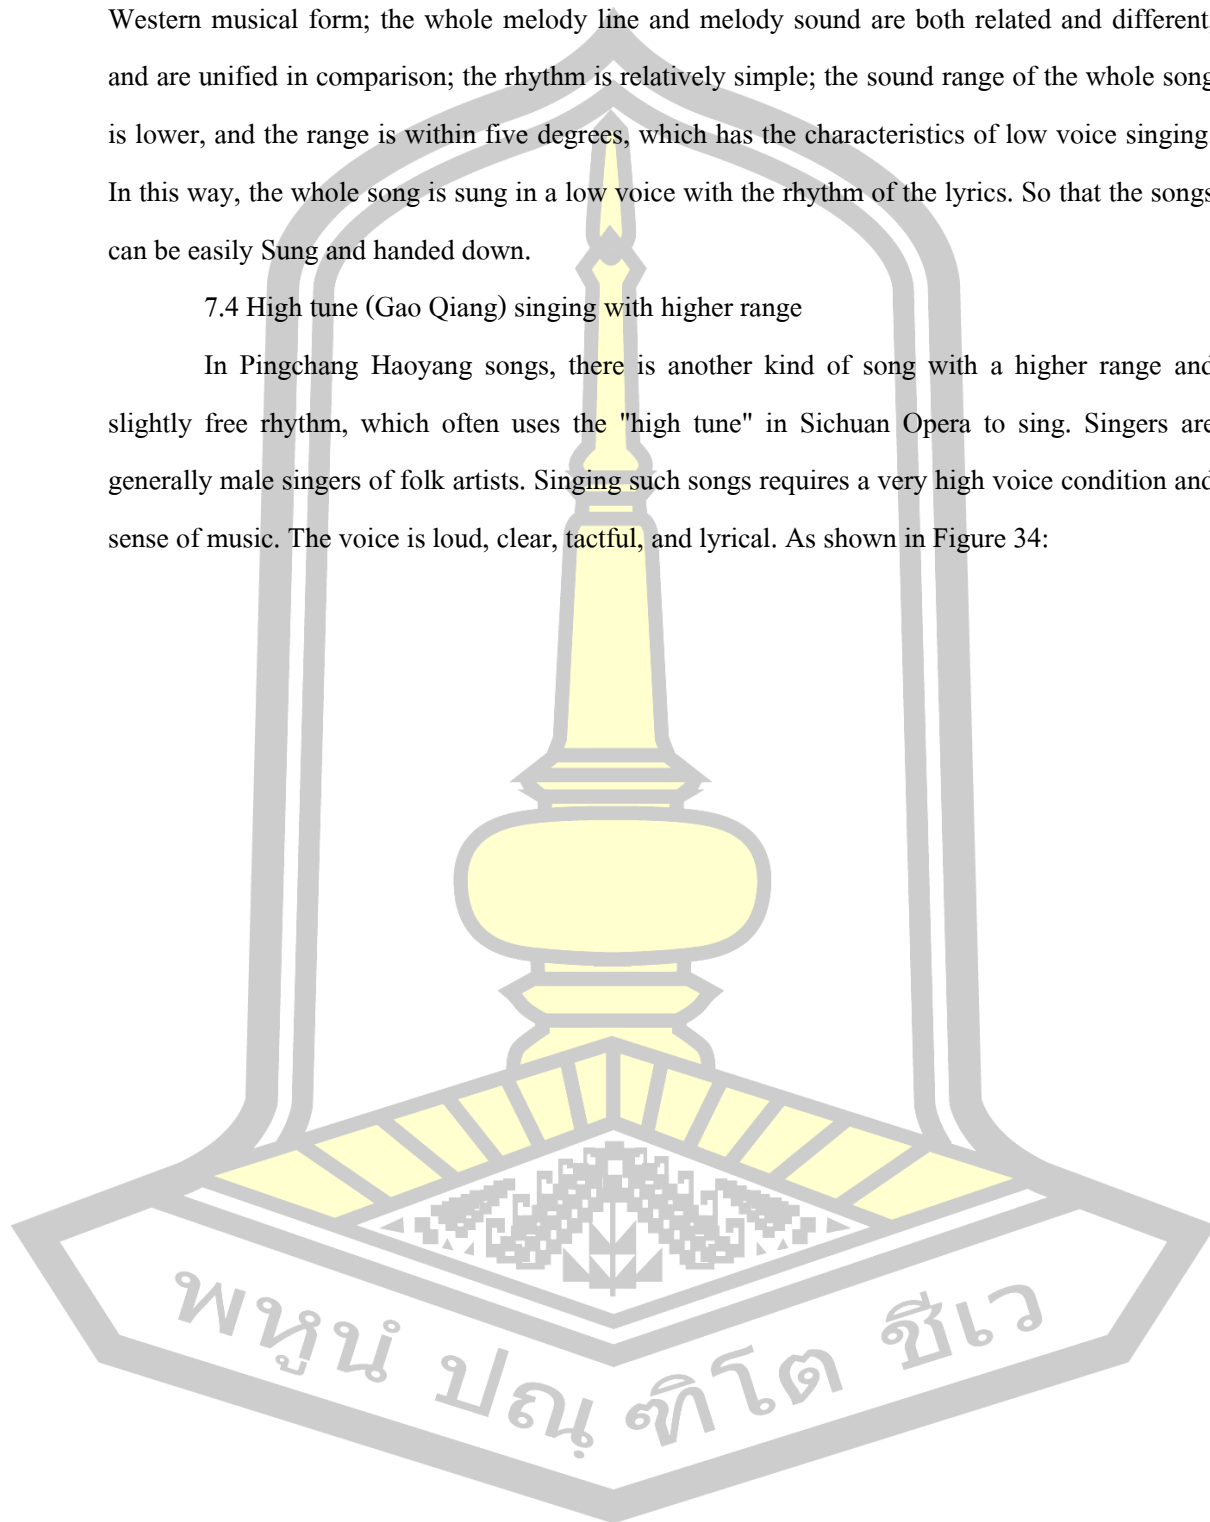 Western musical form; the whole melody line and melody sound are both related and different,
and are unified in comparison; the rhythm is relatively simple; the sound range of the whole song
is lower, and the range is within five degrees, which has the characteristics of low voice singing.
In this way, the whole song is sung in a low voice with the rhythm of the lyrics. So that the songs
can be easily Sung and handed down.
7.4 High tune (Gao Qiang) singing with higher range
In Pingchang Haoyang songs, there is another kind of song with a higher range and
slightly free rhythm, which often uses the "high tune" in Sichuan Opera to sing. Singers are
generally male singers of folk artists. Singing such songs requires a very high voice condition and
sense of music. The voice is loud, clear, tactful, and lyrical. As shown in Figure 34:
พหูนํ ปณฺ ฑิโต ชีเว